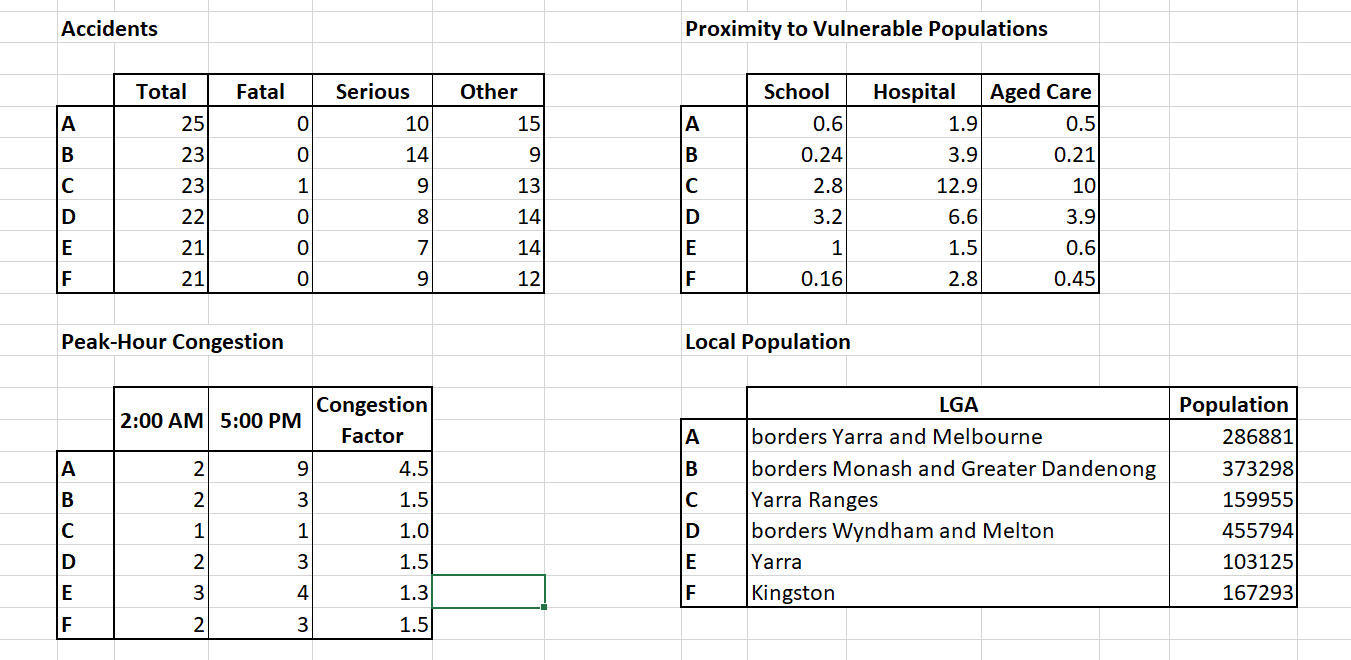 Accidents
Total Fatal Serious Other
A 25 0 10 15
B 23 0 14 9
C 23 1 9 13
D 22 0 8 14
E 21 0 7 14
F 21 0 9 12
Proximity to Vulnerable Populations
School Hospital Aged Care
A 0.6 1.9 0.5
B 0.24 3.9 0.21
C 2.8 12.9 10
D 3.2 6.6 3.9
E 1 1.5 0.6
F 0.16 2.8 0.45
Peak-Hour Congestion
2:00 AM 5:00 PM Congestion
Factor
A 2 9 4.5
B 2 3 1.5
C 1 1 1.0
D 2 3 1.5
E 3 4 1.3
F 2 3 1.5
Local Population
LGA Population
A borders Yarra and Melbourne 286881
B borders Monash and Greater Dandenong 373298
C Yarra Ranges 159955
D borders Wyndham and Melton 455794
E Yarra 103125
F Kingston 167293